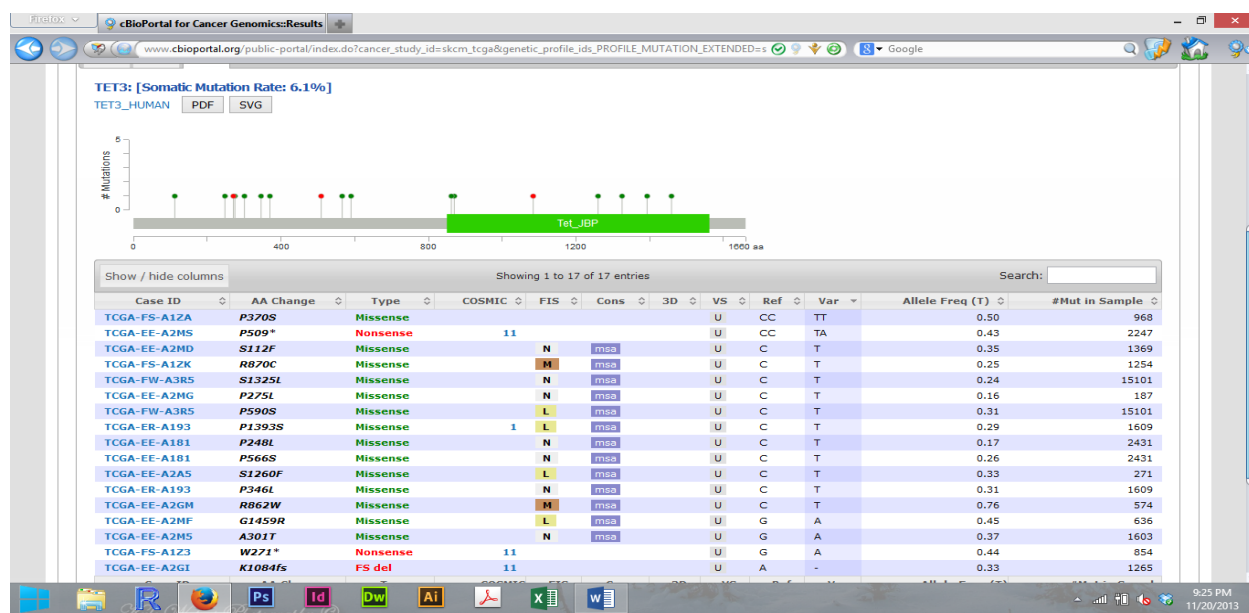 Firefox
cBioPortal for Cancer Genomics::Results
www.cbioportal.org/public-portal/index.do?cancer_study_id=skcm_tcga&genetic_profile_ids_PROFILE_MUTATION_EXTENDED=s
Google
TET3: [Somatic Mutation Rate: 6.1%]
TET3_HUMAN PDF SVG
5
# Mutations
0
Tet_JBP
0 400 800 1200 1660 aa
Show / hide columns Showing 1 to 17 of 17 entries Search:
Case ID AA Change Type COSMIC FIS Cons 3D VS Ref Var Allele Freq (T) #Mut in Sample
TCGA-FS-A1ZA P370S Missense U CC TT 0.50 968
TCGA-EE-A2MS P509* Nonsense 11 U CC TA 0.43 2247
TCGA-EE-A2MD S112F Missense N msa U C T 0.35 1369
TCGA-FS-A1ZK R870C Missense M msa U C T 0.25 1254
TCGA-FW-A3R5 S1325L Missense N msa U C T 0.24 15101
TCGA-EE-A2MG P275L Missense N msa U C T 0.16 187
TCGA-FW-A3R5 P590S Missense L msa U C T 0.31 15101
TCGA-ER-A193 P1393S Missense 1 L msa U C T 0.29 1609
TCGA-EE-A181 P248L Missense N msa U C T 0.17 2431
TCGA-EE-A181 P566S Missense N msa U C T 0.26 2431
TCGA-EE-A2A5 S1260F Missense L msa U C T 0.33 271
TCGA-ER-A193 P346L Missense N msa U C T 0.31 1609
TCGA-EE-A2GM R862W Missense M msa U C T 0.76 574
TCGA-EE-A2MF G1459R Missense L msa U G A 0.45 636
TCGA-EE-A2M5 A301T Missense N msa U G A 0.37 1603
TCGA-FS-A1Z3 W271* Nonsense 11 U G A 0.44 854
TCGA-EE-A2GI K1084fs FS del 11 U A - 0.33 1265
Ps Id Dw Ai
9:25 PM
11/20/2013